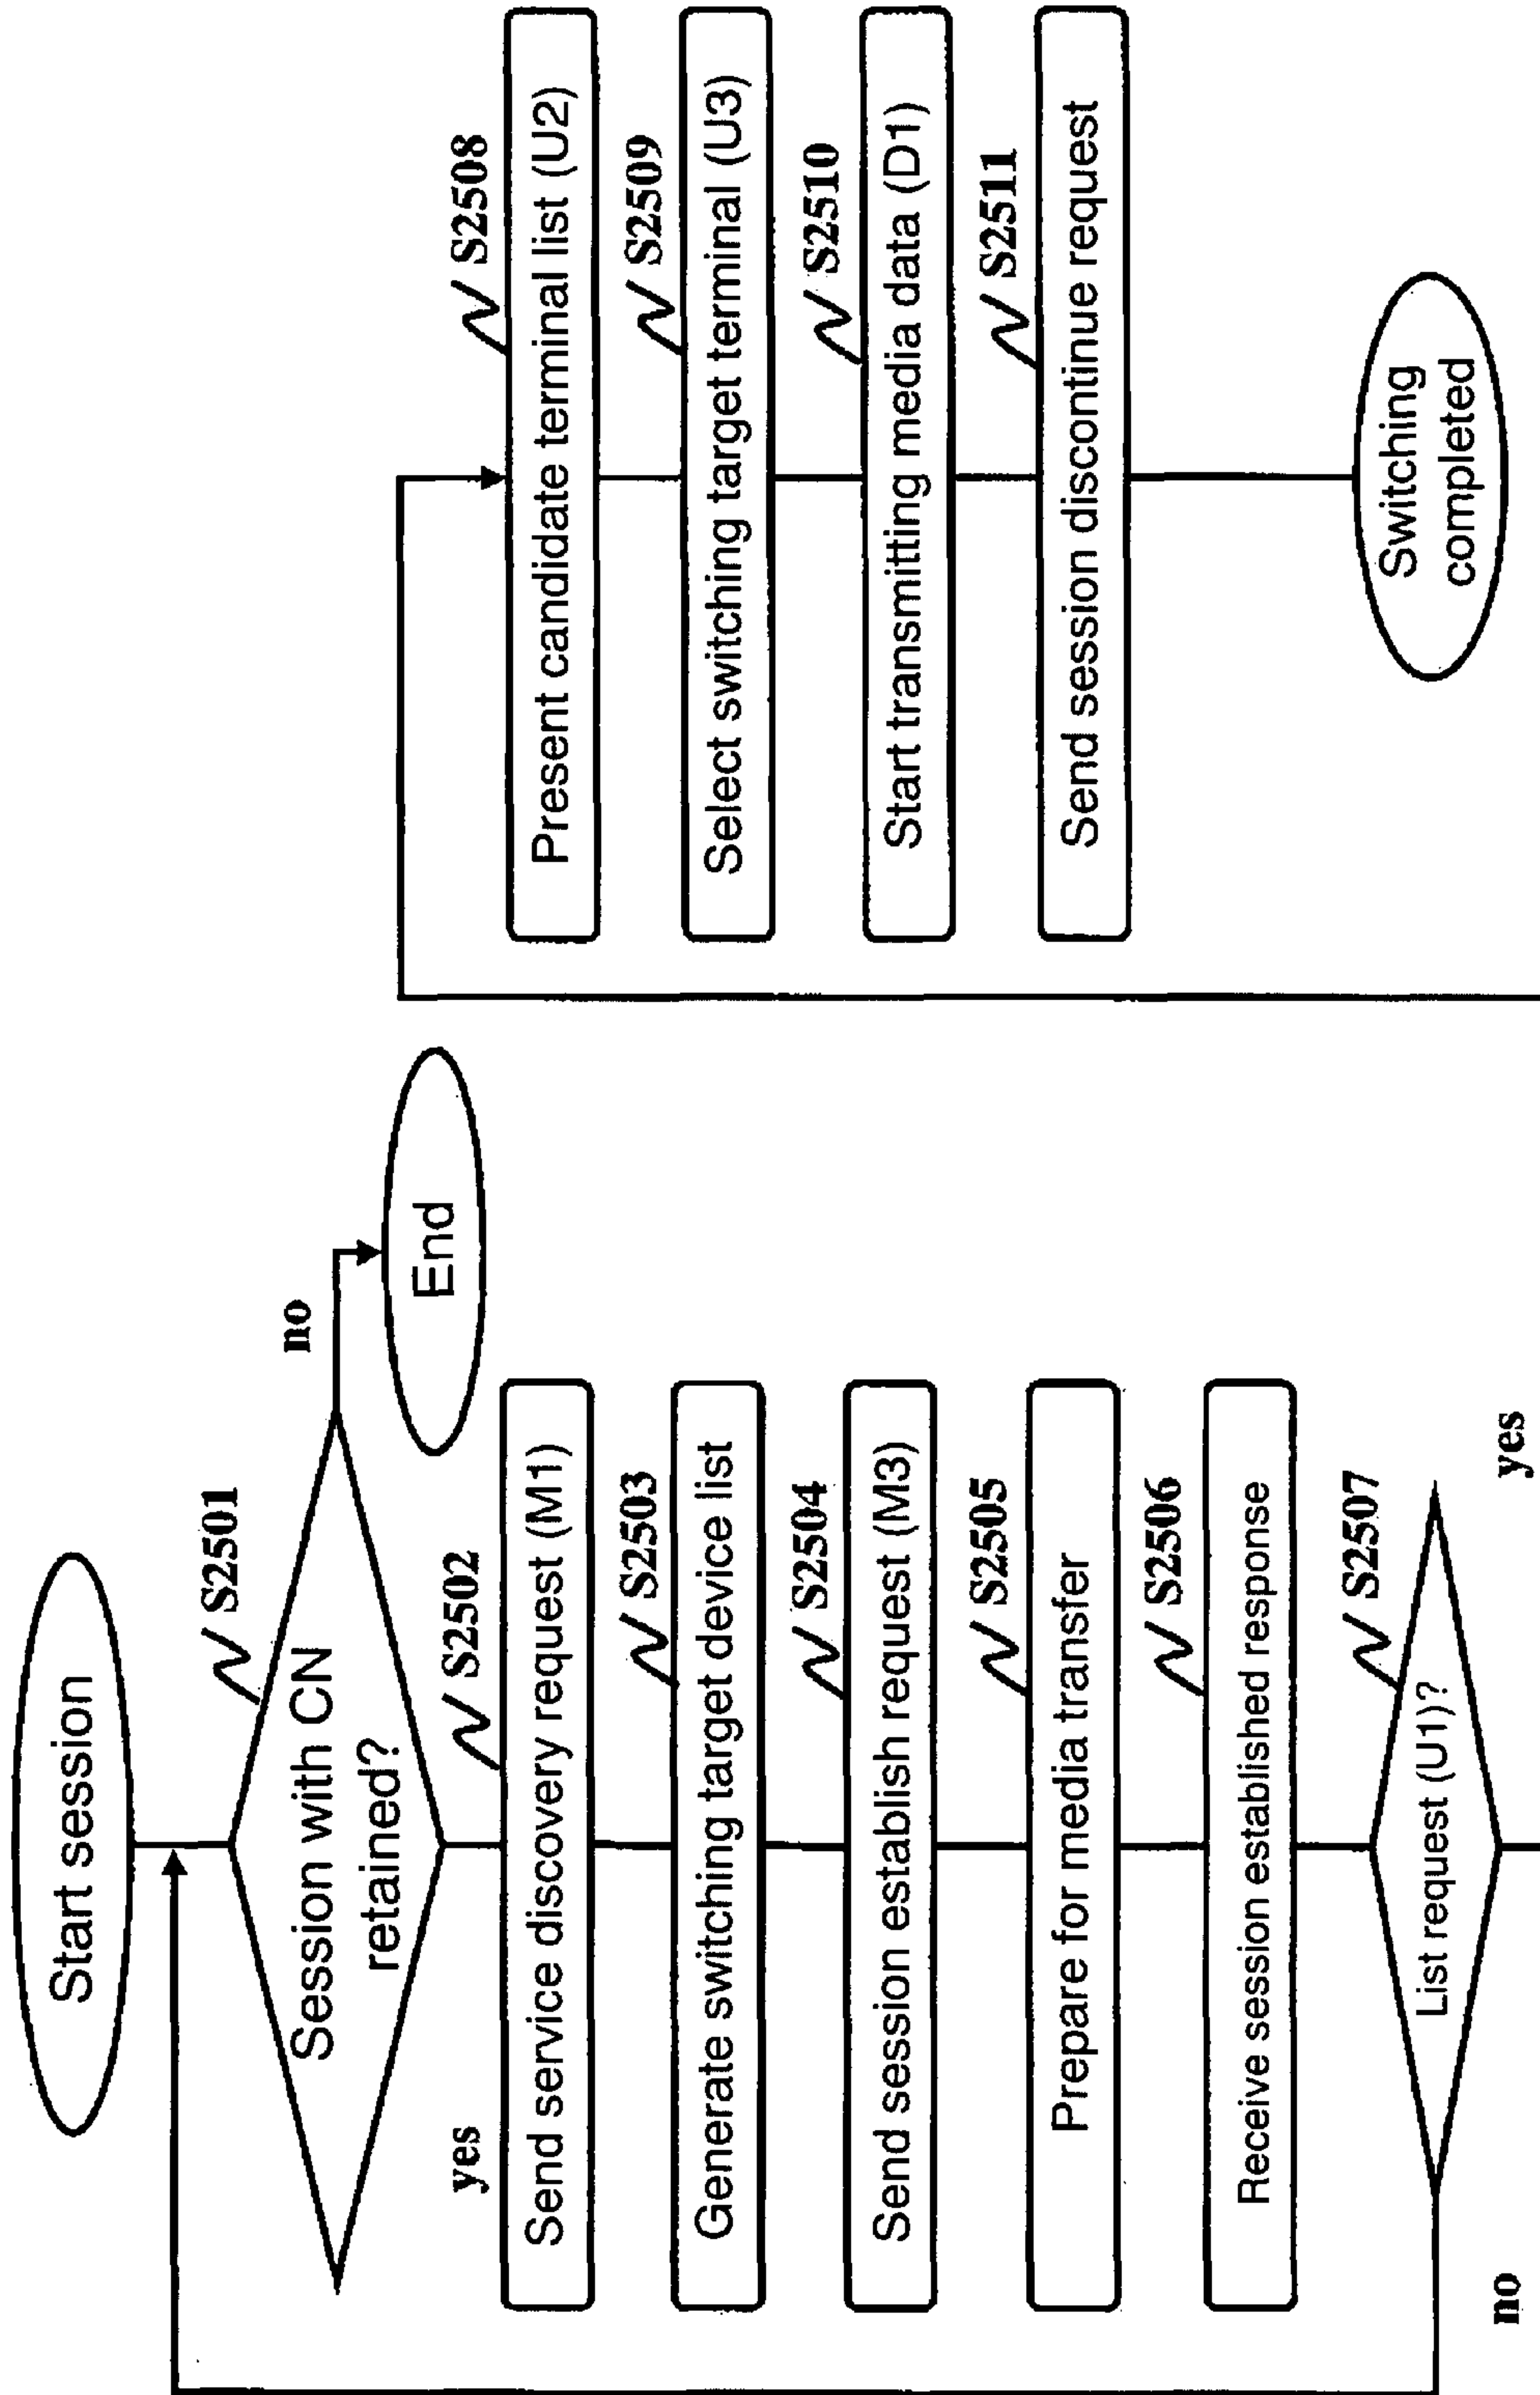 Start session
S2501
Session with CN
retained?
no
End
yes
S2502
Send service discovery request (M1)
S2503
Generate switching target device list
S2504
Send session establish request (M3)
S2505
Prepare for media transfer
S2506
Receive session established response
S2507
List request (U1)?
no
yes
S2508
Present candidate terminal list (U2)
S2509
Select switching target terminal (U3)
S2510
Start transmitting media data (D1)
S2511
Send session discontinue request
Switching
completed